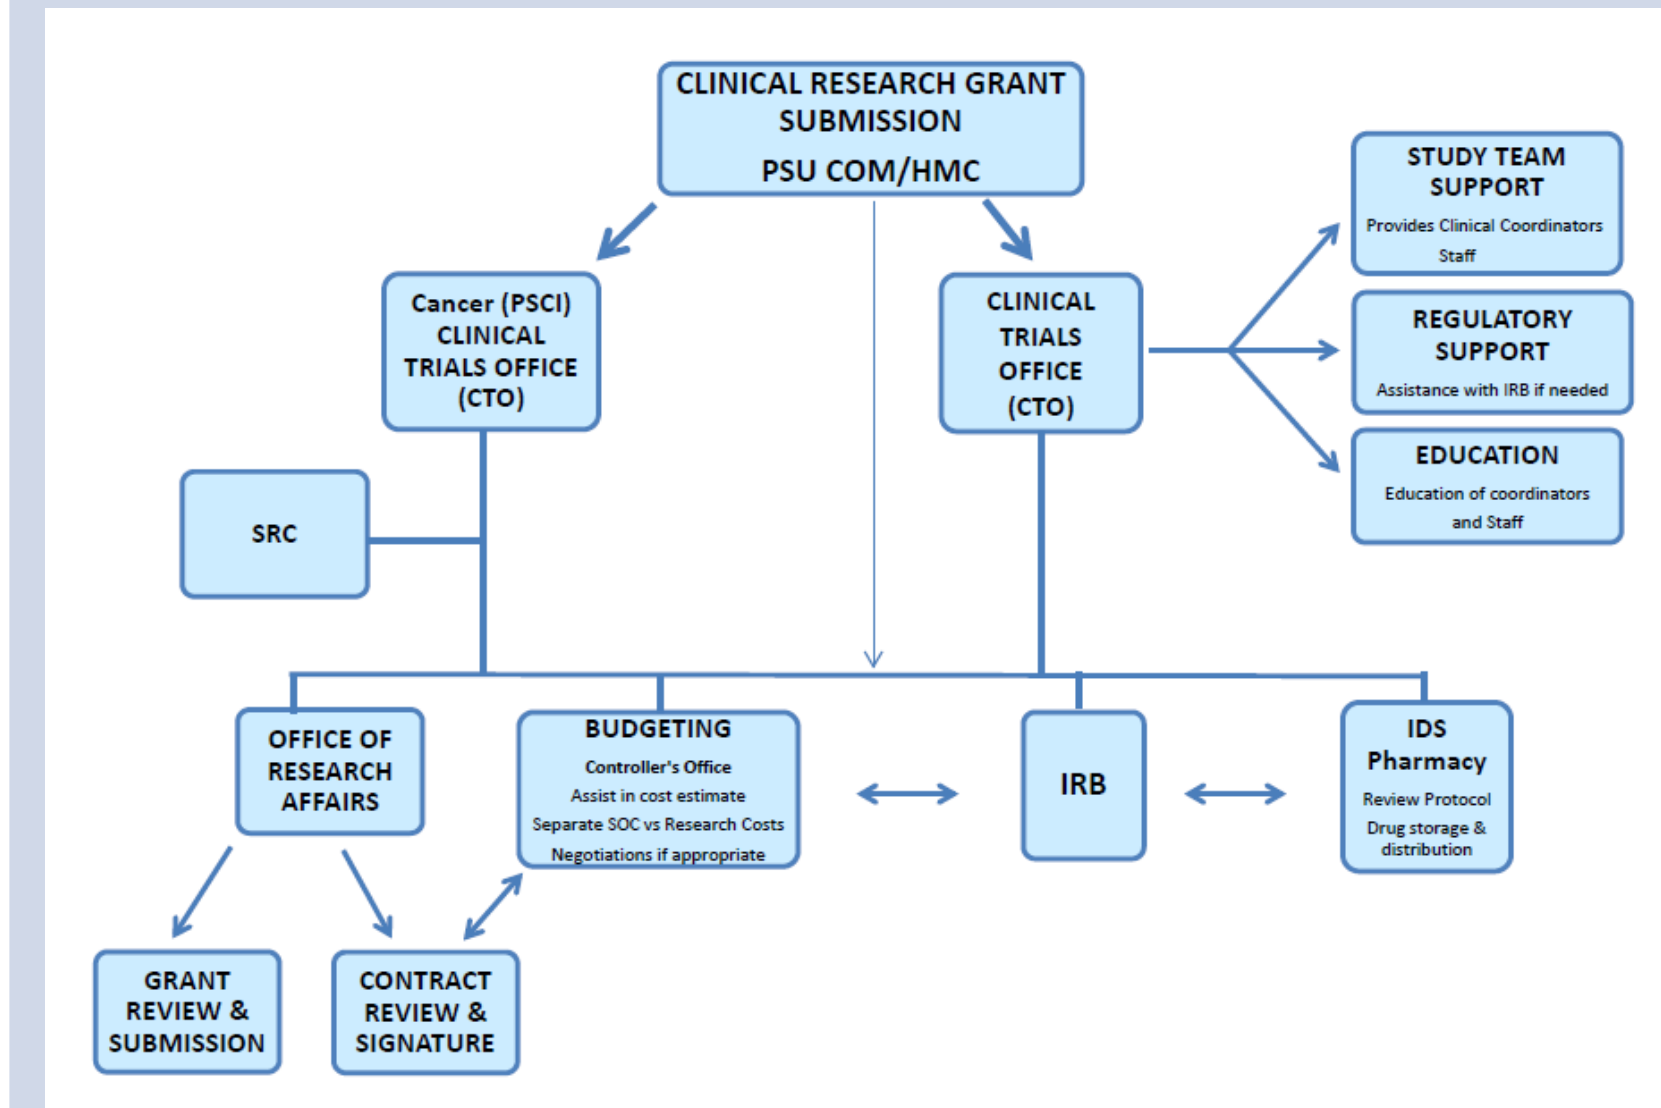 CLINICAL RESEARCH GRANT
SUBMISSION
PSU COM/HMC
STUDY TEAM
SUPPORT
Provides Clinical Coordinators
Staff
Cancer (PSCI)
CLINICAL
TRIALS OFFICE
(CTO)
CLINICAL
TRIALS
OFFICE
(CTO)
REGULATORY
SUPPORT
Assistance with IRB if needed
EDUCATION
Education of coordinators
and Staff
SRC
OFFICE OF
RESEARCH
AFFAIRS
BUDGETING
Controller's Office
Assist in cost estimate
Separate SOC vs Research Costs
Negotiations if appropriate
IRB
IDS
Pharmacy
Review Protocol
Drug storage &
distribution
GRANT
REVIEW &
SUBMISSION
CONTRACT
REVIEW &
SIGNATURE